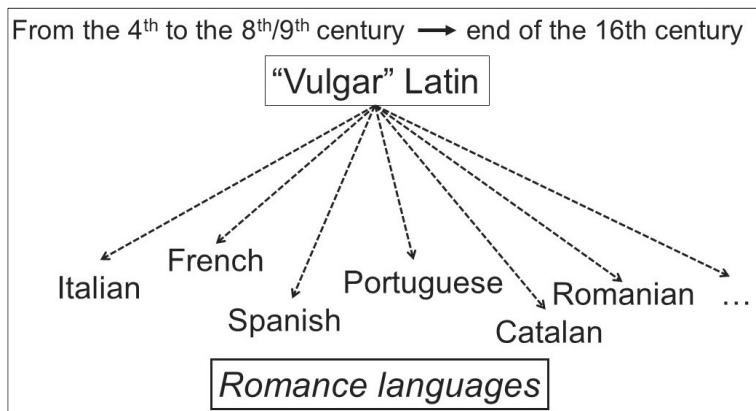 From the 4th to the 8th/9th century → end of the 16th century
“Vulgar” Latin
Italian
French
Spanish
Portuguese
Catalan
Romanian
…
Romance languages